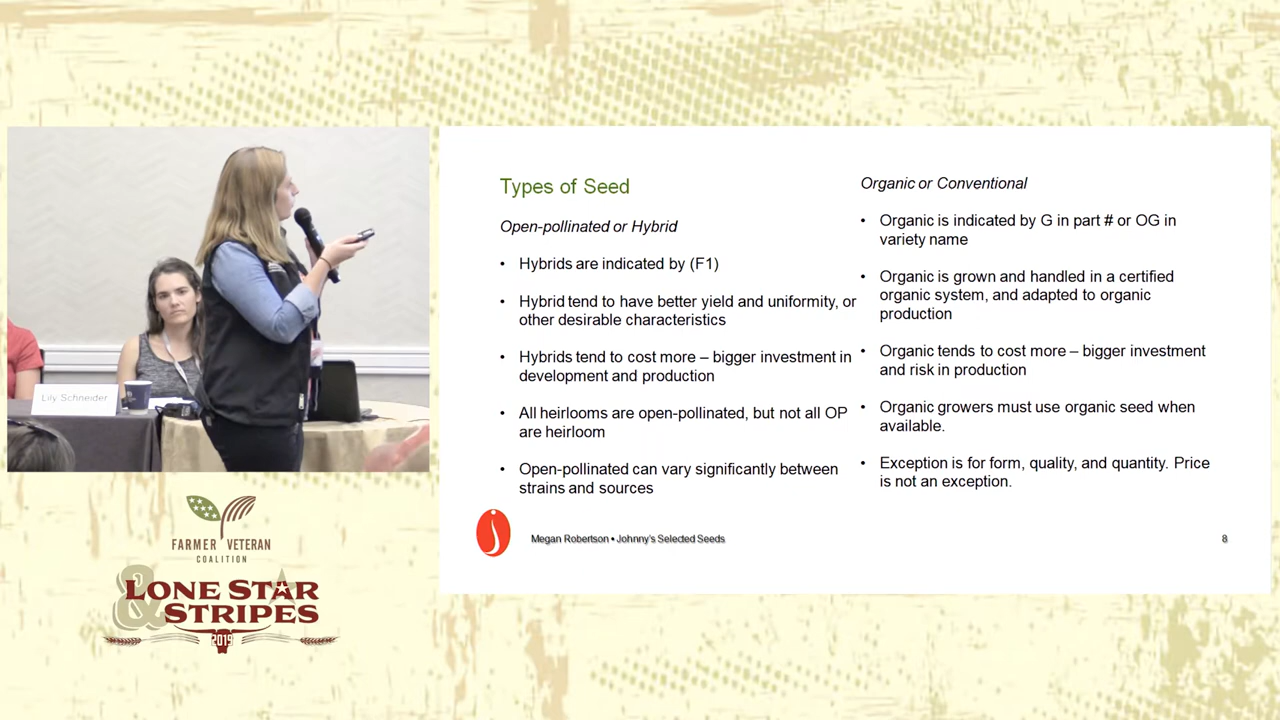 Lily Schneider
FARMER VETERAN
COALITION
&
LONE STAR
STRIPES
2019
Types of Seed
Open-pollinated or Hybrid
• Hybrids are indicated by (F1)
• Hybrid tend to have better yield and uniformity, or
other desirable characteristics
• Hybrids tend to cost more – bigger investment in
development and production
• All heirlooms are open-pollinated, but not all OP
are heirloom
• Open-pollinated can vary significantly between
strains and sources
Organic or Conventional
• Organic is indicated by G in part # or OG in
variety name
• Organic is grown and handled in a certified
organic system, and adapted to organic
production
• Organic tends to cost more – bigger investment
and risk in production
• Organic growers must use organic seed when
available.
• Exception is for form, quality, and quantity. Price
is not an exception.
Megan Robertson • Johnny's Selected Seeds
8